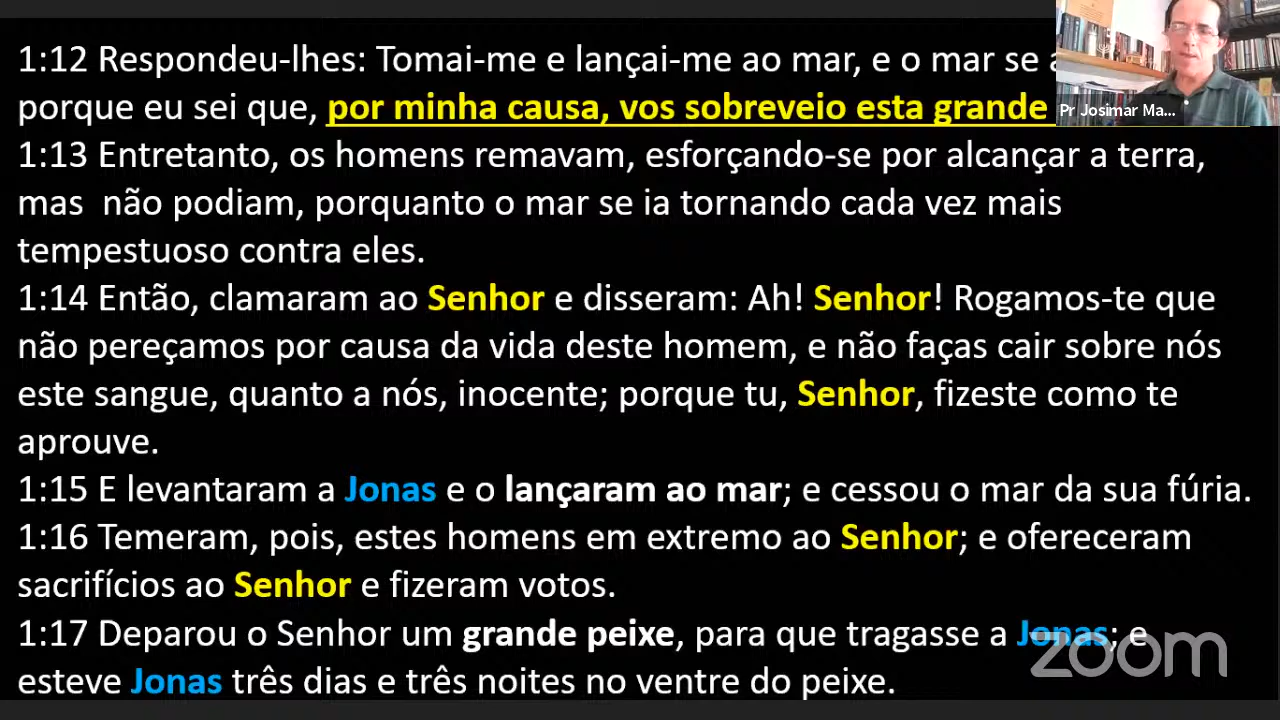 1:12 Respondeu-lhes: Tomai-me e lançai-me ao mar, e o mar se
porque eu sei que, por minha causa, vos sobreveio esta grande
Pr Josimar Ma...
1:13 Entretanto, os homens remavam, esforçando-se por alcançar a terra,
mas não podiam, porquanto o mar se ia tornando cada vez mais
tempestuoso contra eles.
1:14 Então, clamaram ao Senhor e disseram: Ah! Senhor! Rogamos-te que
não pereçamos por causa da vida deste homem, e não faças cair sobre nós
este sangue, quanto a nós, inocente; porque tu, Senhor, fizeste como te
aprouve.
1:15 E levantaram a Jonas e o lançaram ao mar; e cessou o mar da sua fúria.
1:16 Temeram, pois, estes homens em extremo ao Senhor; e ofereceram
sacrifícios ao Senhor e fizeram votos.
1:17 Deparou o Senhor um grande peixe, para que tragasse a Jonas; e
esteve Jonas três dias e três noites no ventre do peixe.
zoom